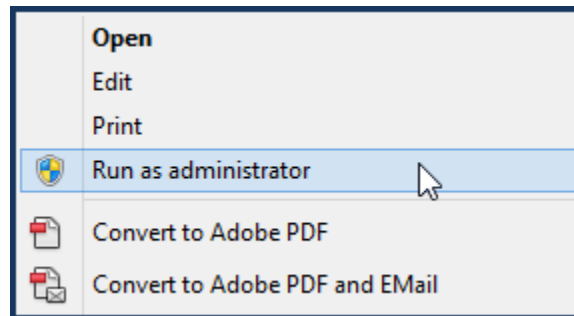 Open
Edit
Print
Run as administrator
Convert to Adobe PDF
Convert to Adobe PDF and EMail